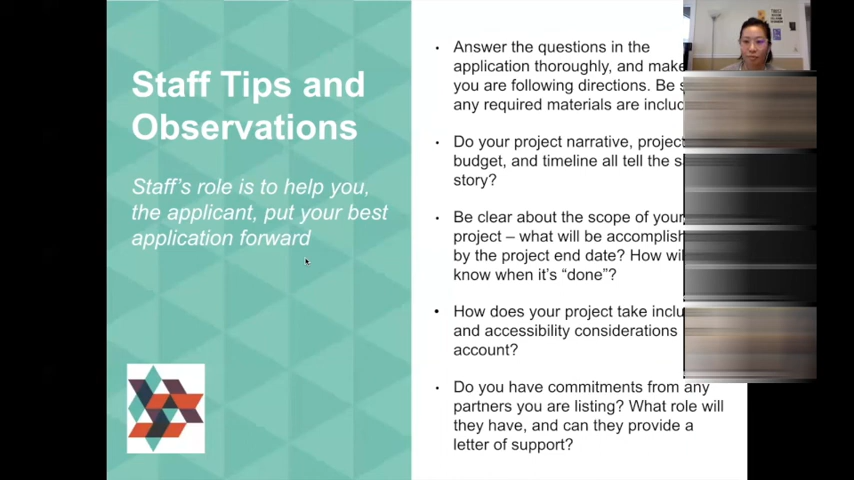 Staff Tips and
Observations
Staff's role is to help you,
the applicant, put your best
application forward
• Answer the questions in the
application thoroughly, and make
you are following directions. Be
any required materials are
• Do your project narrative, project
budget, and timeline all tell the
story?
• Be clear about the scope of your
project – what will be
by the project end date? How
know when it's “done”?
• How does your project take
and accessibility considerations
account?
• Do you have commitments from any
partners you are listing? What role will
they have, and can they provide a
letter of support?